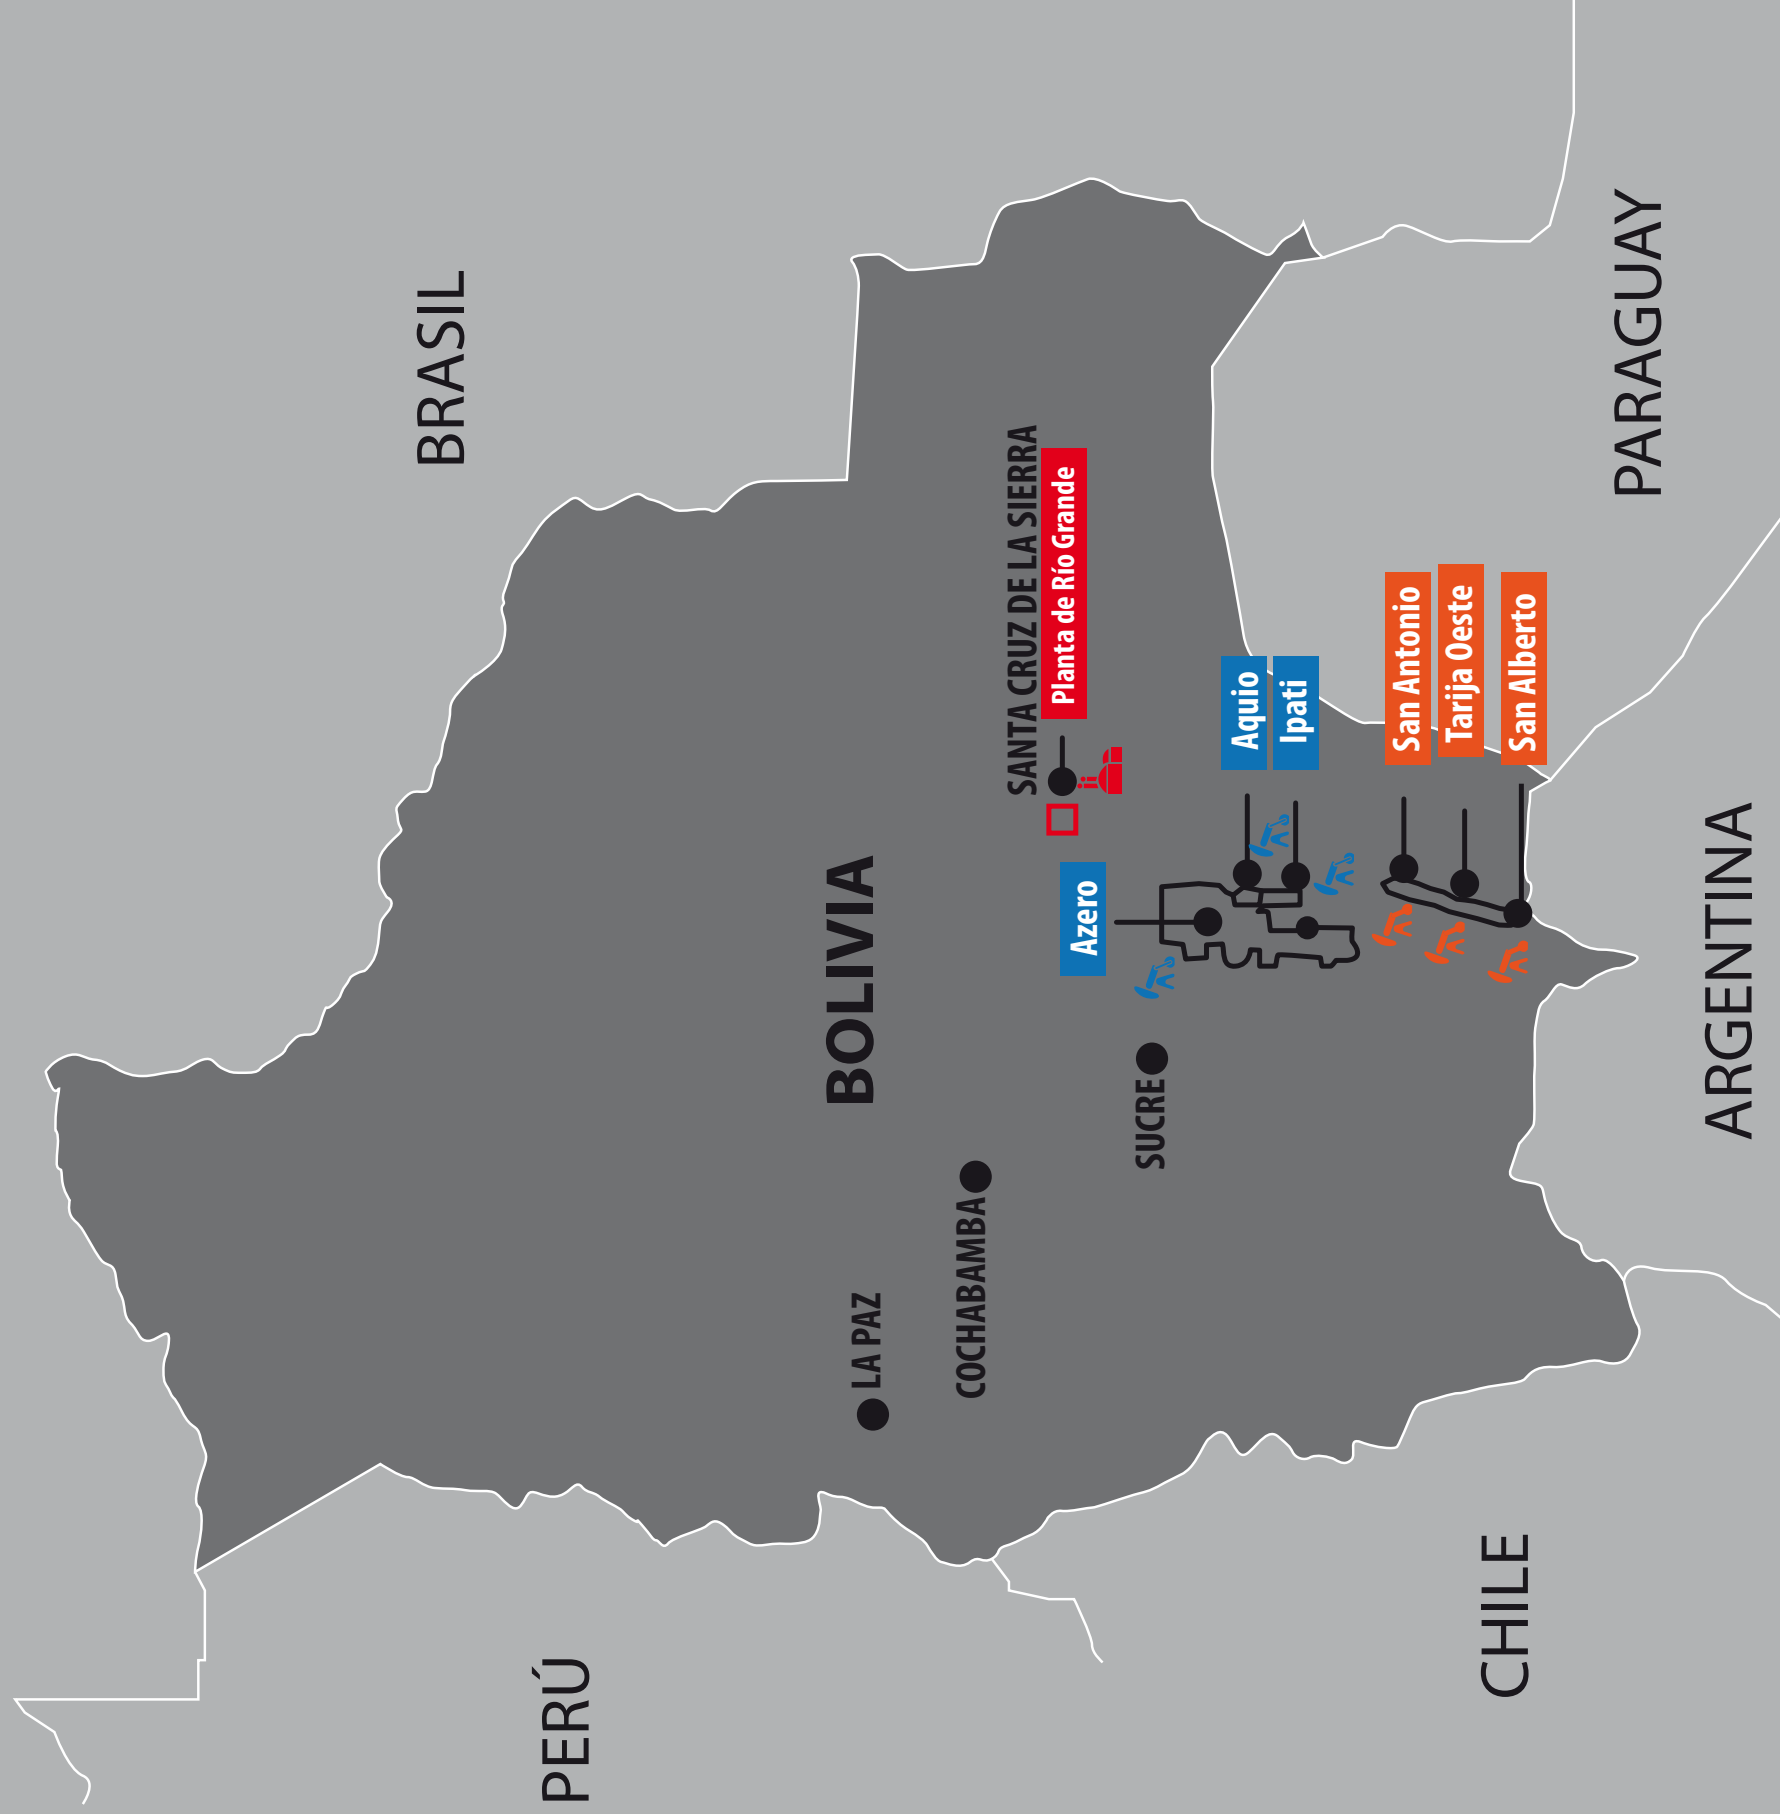 BRASIL
PERÚ
BOLIVIA
LA PAZ
COCHABAMBA
SANTA CRUZ DE LA SIERRA
Planta de Río Grande
Azero
SUCRE
Aquio
Ipati
San Antonio
Tarija Oeste
San Alberto
CHILE
PARAGUAY
ARGENTINA